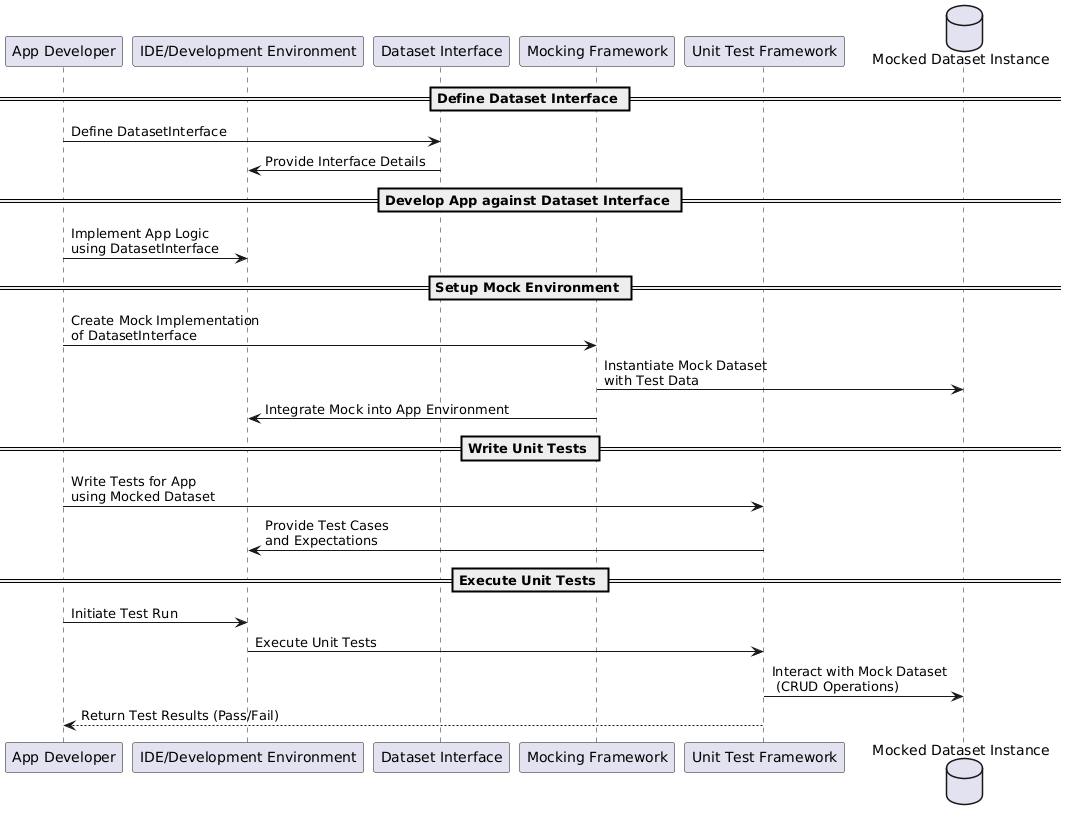 App Developer
IDE/Development Environment
Dataset Interface
Mocking Framework
Unit Test Framework
Mocked Dataset Instance
Define Dataset Interface
Define DatasetInterface
Provide Interface Details
Develop App against Dataset Interface
Implement App Logic
using DatasetInterface
Setup Mock Environment
Create Mock Implementation
of DatasetInterface
Instantiate Mock Dataset
with Test Data
Integrate Mock into App Environment
Write Unit Tests
Write Tests for App
using Mocked Dataset
Provide Test Cases
and Expectations
Execute Unit Tests
Initiate Test Run
Execute Unit Tests
Interact with Mock Dataset
(CRUD Operations)
Return Test Results (Pass/Fail)
App Developer
IDE/Development Environment
Dataset Interface
Mocking Framework
Unit Test Framework
Mocked Dataset Instance